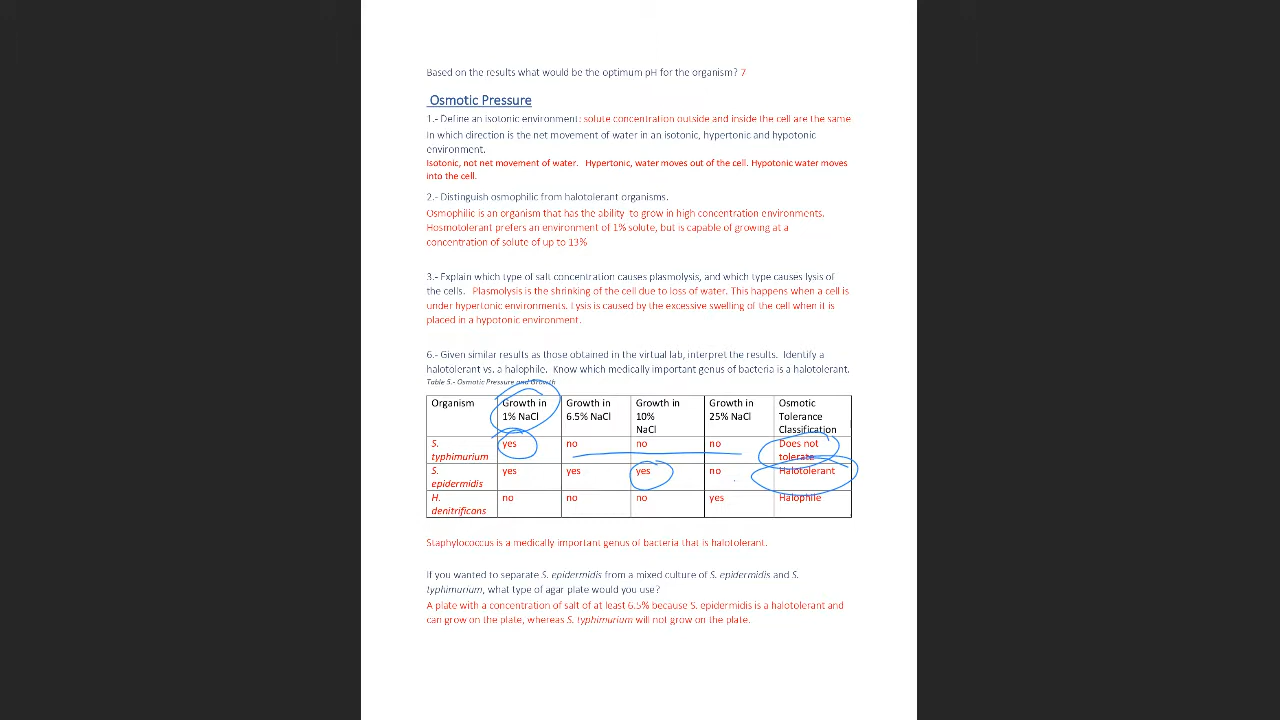 Based on the results what would be the optimum pH for the organism? 7
Osmotic Pressure
1.- Define an isotonic environment: solute concentration outside and inside the cell are the same
In which direction is the net movement of water in an isotonic, hypertonic and hypotonic
environment.
Isotonic, not net movement of water. Hypertonic, water moves out of the cell. Hypotonic water moves
into the cell.
2.- Distinguish osmophilic from halotolerant organisms.
Osmophilic is an organism that has the ability to grow in high concentration environments.
Hosmotolerant prefers an environment of 1% solute, but is capable of growing at a
concentration of solute of up to 13%
3.- Explain which type of salt concentration causes plasmolysis, and which type causes lysis of
the cells. Plasmolysis is the shrinking of the cell due to loss of water. This happens when a cell is
under hypertonic environments. Lysis is caused by the excessive swelling of the cell when it is
placed in a hypotonic environment.
6.- Given similar results as those obtained in the virtual lab, interpret the results. Identify a
halotolerant vs. a halophile. Know which medically important genus of bacteria is a halotolerant.
Table 5.- Osmotic Pressure and Growth
Organism Growth in Growth in Growth in Growth in Osmotic
1% NaCl 6.5% NaCl 10% 25% NaCl Tolerance
NaCl Classification
S. yes no no no Does not
typhimurium tolerate
S. yes yes yes no Halotolerant
epidermidis
H. no no no yes Halophile
denitrificans
Staphylococcus is a medically important genus of bacteria that is halotolerant.
If you wanted to separate S. epidermidis from a mixed culture of S. epidermidis and S.
typhimurium, what type of agar plate would you use?
A plate with a concentration of salt of at least 6.5% because S. epidermidis is a halotolerant and
can grow on the plate, whereas S. typhimurium will not grow on the plate.